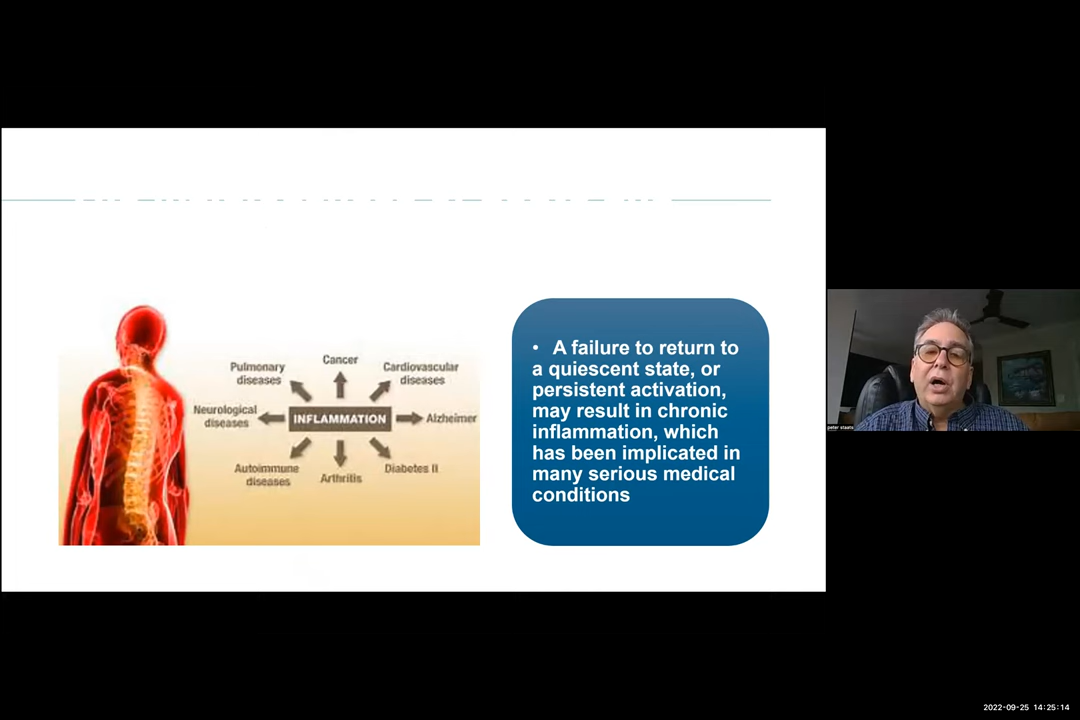 Pulmonary
diseases
Cancer
Cardiovascular
diseases
Neurological
diseases
INFLAMMATION
Alzheimer
Autoimmune
diseases
Arthritis
Diabetes II
• A failure to return to
a quiescent state, or
persistent activation,
may result in chronic
inflammation, which
has been implicated in
many serious medical
conditions
peter staats
2022-09-25 14:25:14